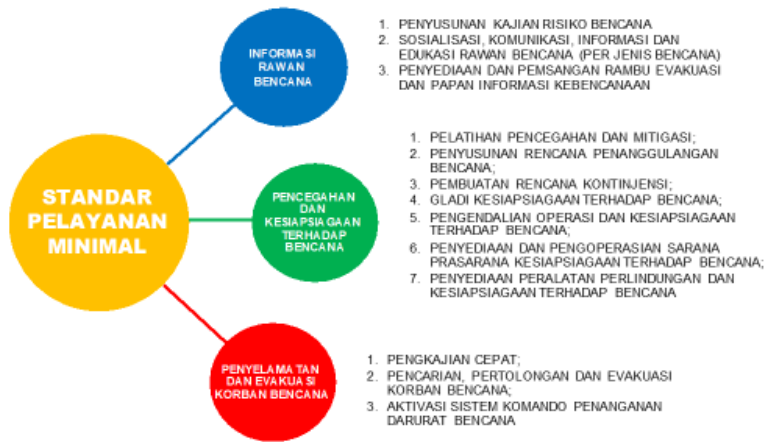 STANDAR
PELAYANAN
MINIMAL
INFORMASI
RAWAN
BENCANA
1. PENYUSUNAN KAJIAN RISIKO BENCANA
2. SOSIALISASI, KOMUNIKASI, INFORMASI DAN
EDUKASI RAWAN BENCANA (PER JENIS BENCANA)
3. PENYEDIAAN DAN PEMSANGAN RAMBU EVAKUASI
DAN PAPAN INFORMASI KEBENCANAAN
PENCEGAHAN
DAN
KESIAPSIAGAAN
TERHADAP
BENCANA
1. PELATIHAN PENCEGAHAN DAN MITIGASI;
2. PENYUSUNAN RENCANA PENANGGULANGAN
BENCANA;
3. PEMBUATAN RENCANA KONTINJENSI;
4. GLADI KESIAPSIAGAAN TERHADAP BENCANA;
5. PENGENDALIAN OPERASI DAN KESIAPSIAGAAN
TERHADAP BENCANA;
6. PENYEDIAAN DAN PENGOPERASIAN SARANA
PRASARANA KESIAPSIAGAAN TERHADAP BENCANA;
7. PENYEDIAAN PERALATAN PERLINDUNGAN DAN
KESIAPSIAGAAN TERHADAP BENCANA
PENYELAMATAN
DAN EVAKUASI
KORBAN BENCANA
1. PENGKAJIAN CEPAT;
2. PENCARIAN, PERTOLONGAN DAN EVAKUASI
KORBAN BENCANA;
3. AKTIVASI SISTEM KOMANDO PENANGANAN
DARURAT BENCANA